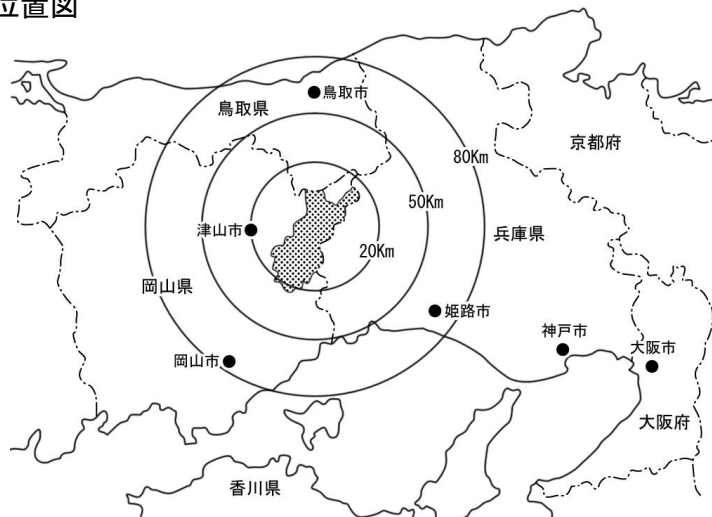 位置図
鳥取市
鳥取県
京都府
80Km
50Km
津山市
兵庫県
20Km
岡山県
姫路市
神戸市
大阪市
岡山市
大阪府
香川県